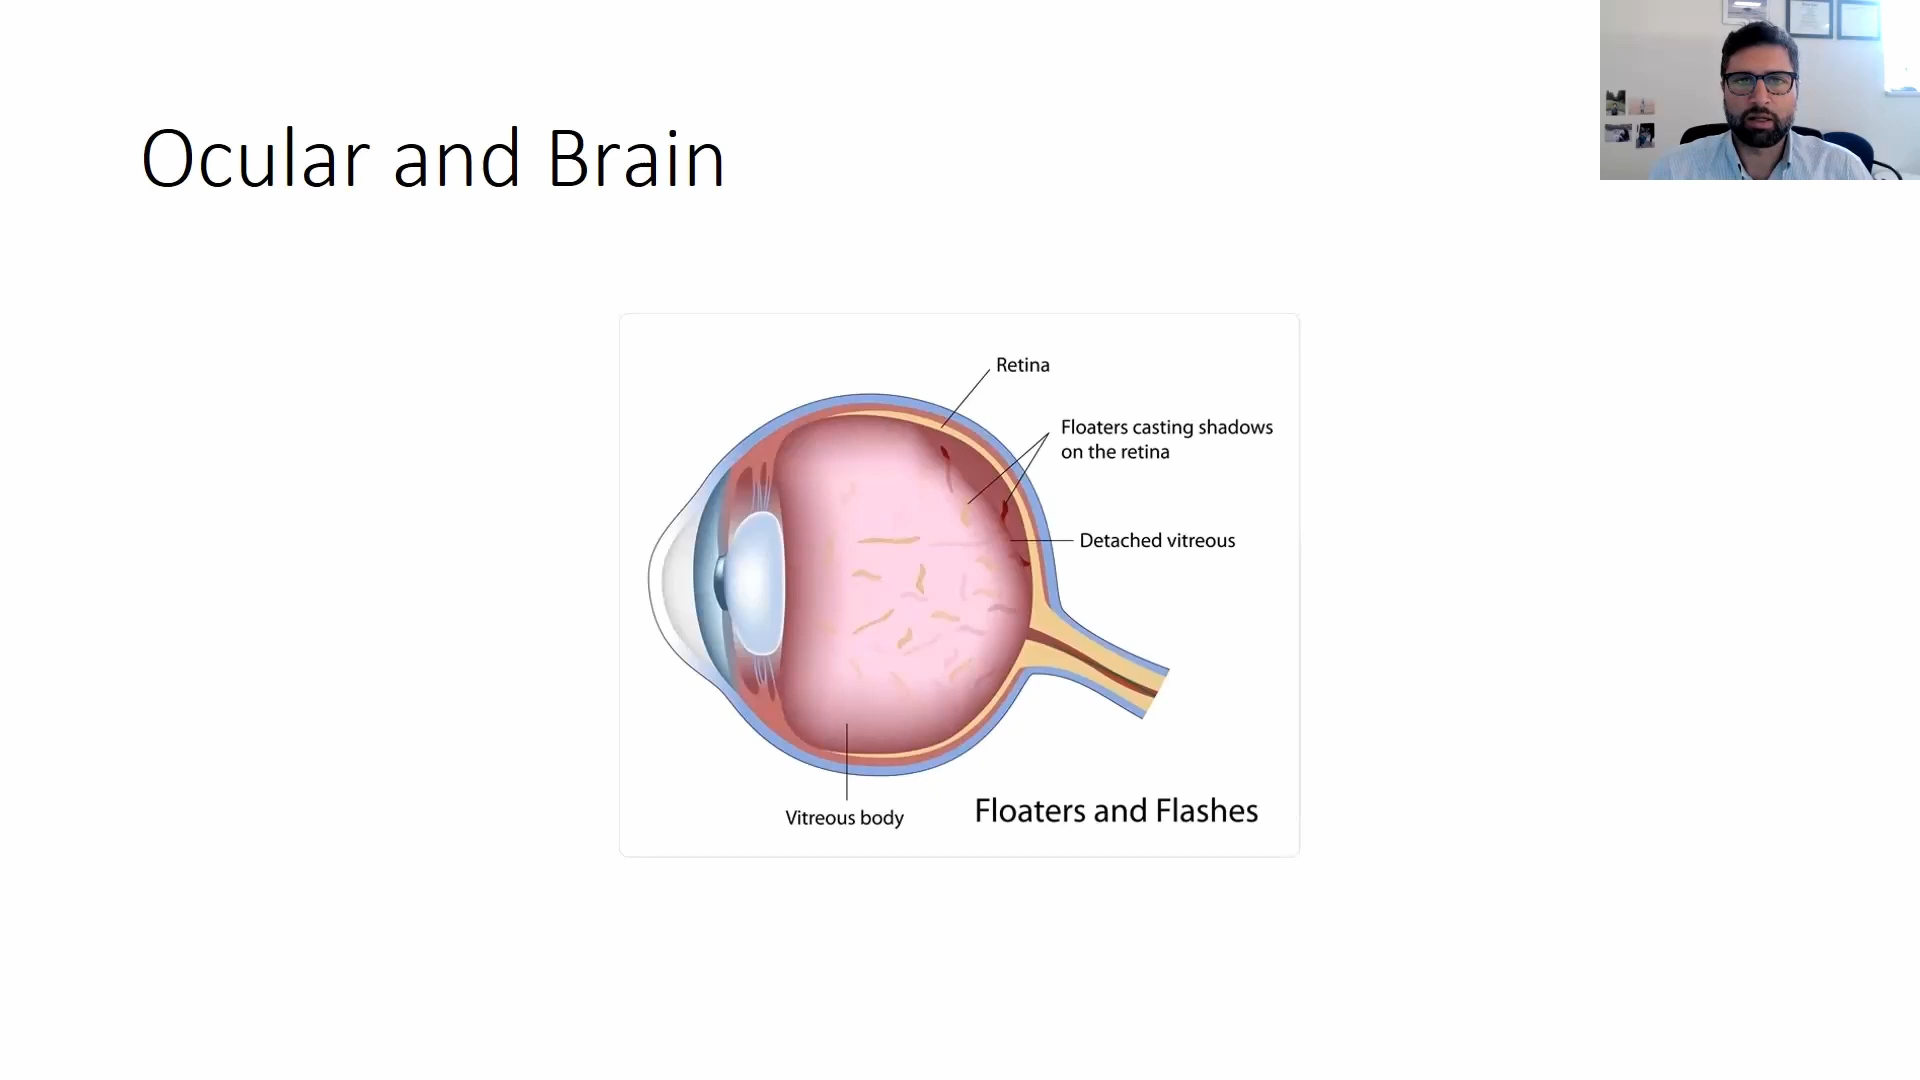 Ocular and Brain
Retina
Floaters casting shadows
on the retina
Detached vitreous
Vitreous body
Floaters and Flashes